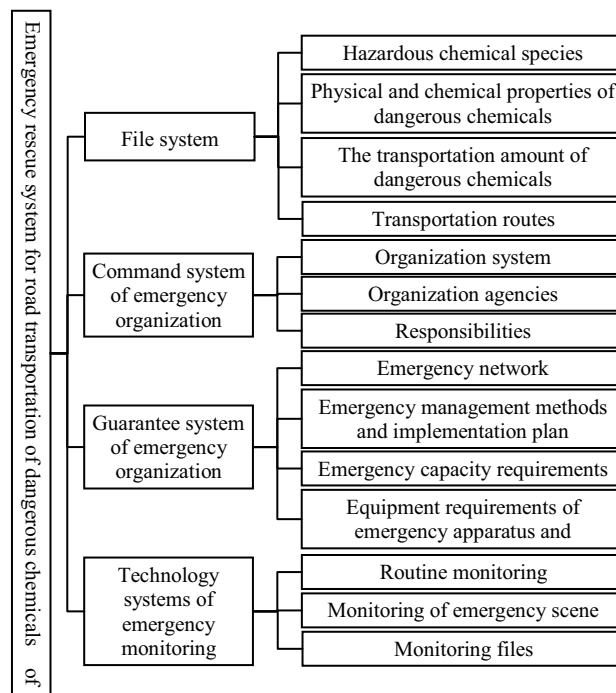 Emergency rescue system for road transportation of dangerous chemicals of
File system
Hazardous chemical species
Physical and chemical properties of
dangerous chemicals
The transportation amount of
dangerous chemicals
Transportation routes
Command system
of emergency
organization
Organization system
Organization agencies
Responsibilities
Guarantee system
of emergency
organization
Emergency network
Emergency management methods
and implementation plan
Emergency capacity requirements
Equipment requirements of
emergency apparatus and
Technology
systems of
emergency
monitoring
Routine monitoring
Monitoring of emergency scene
Monitoring files